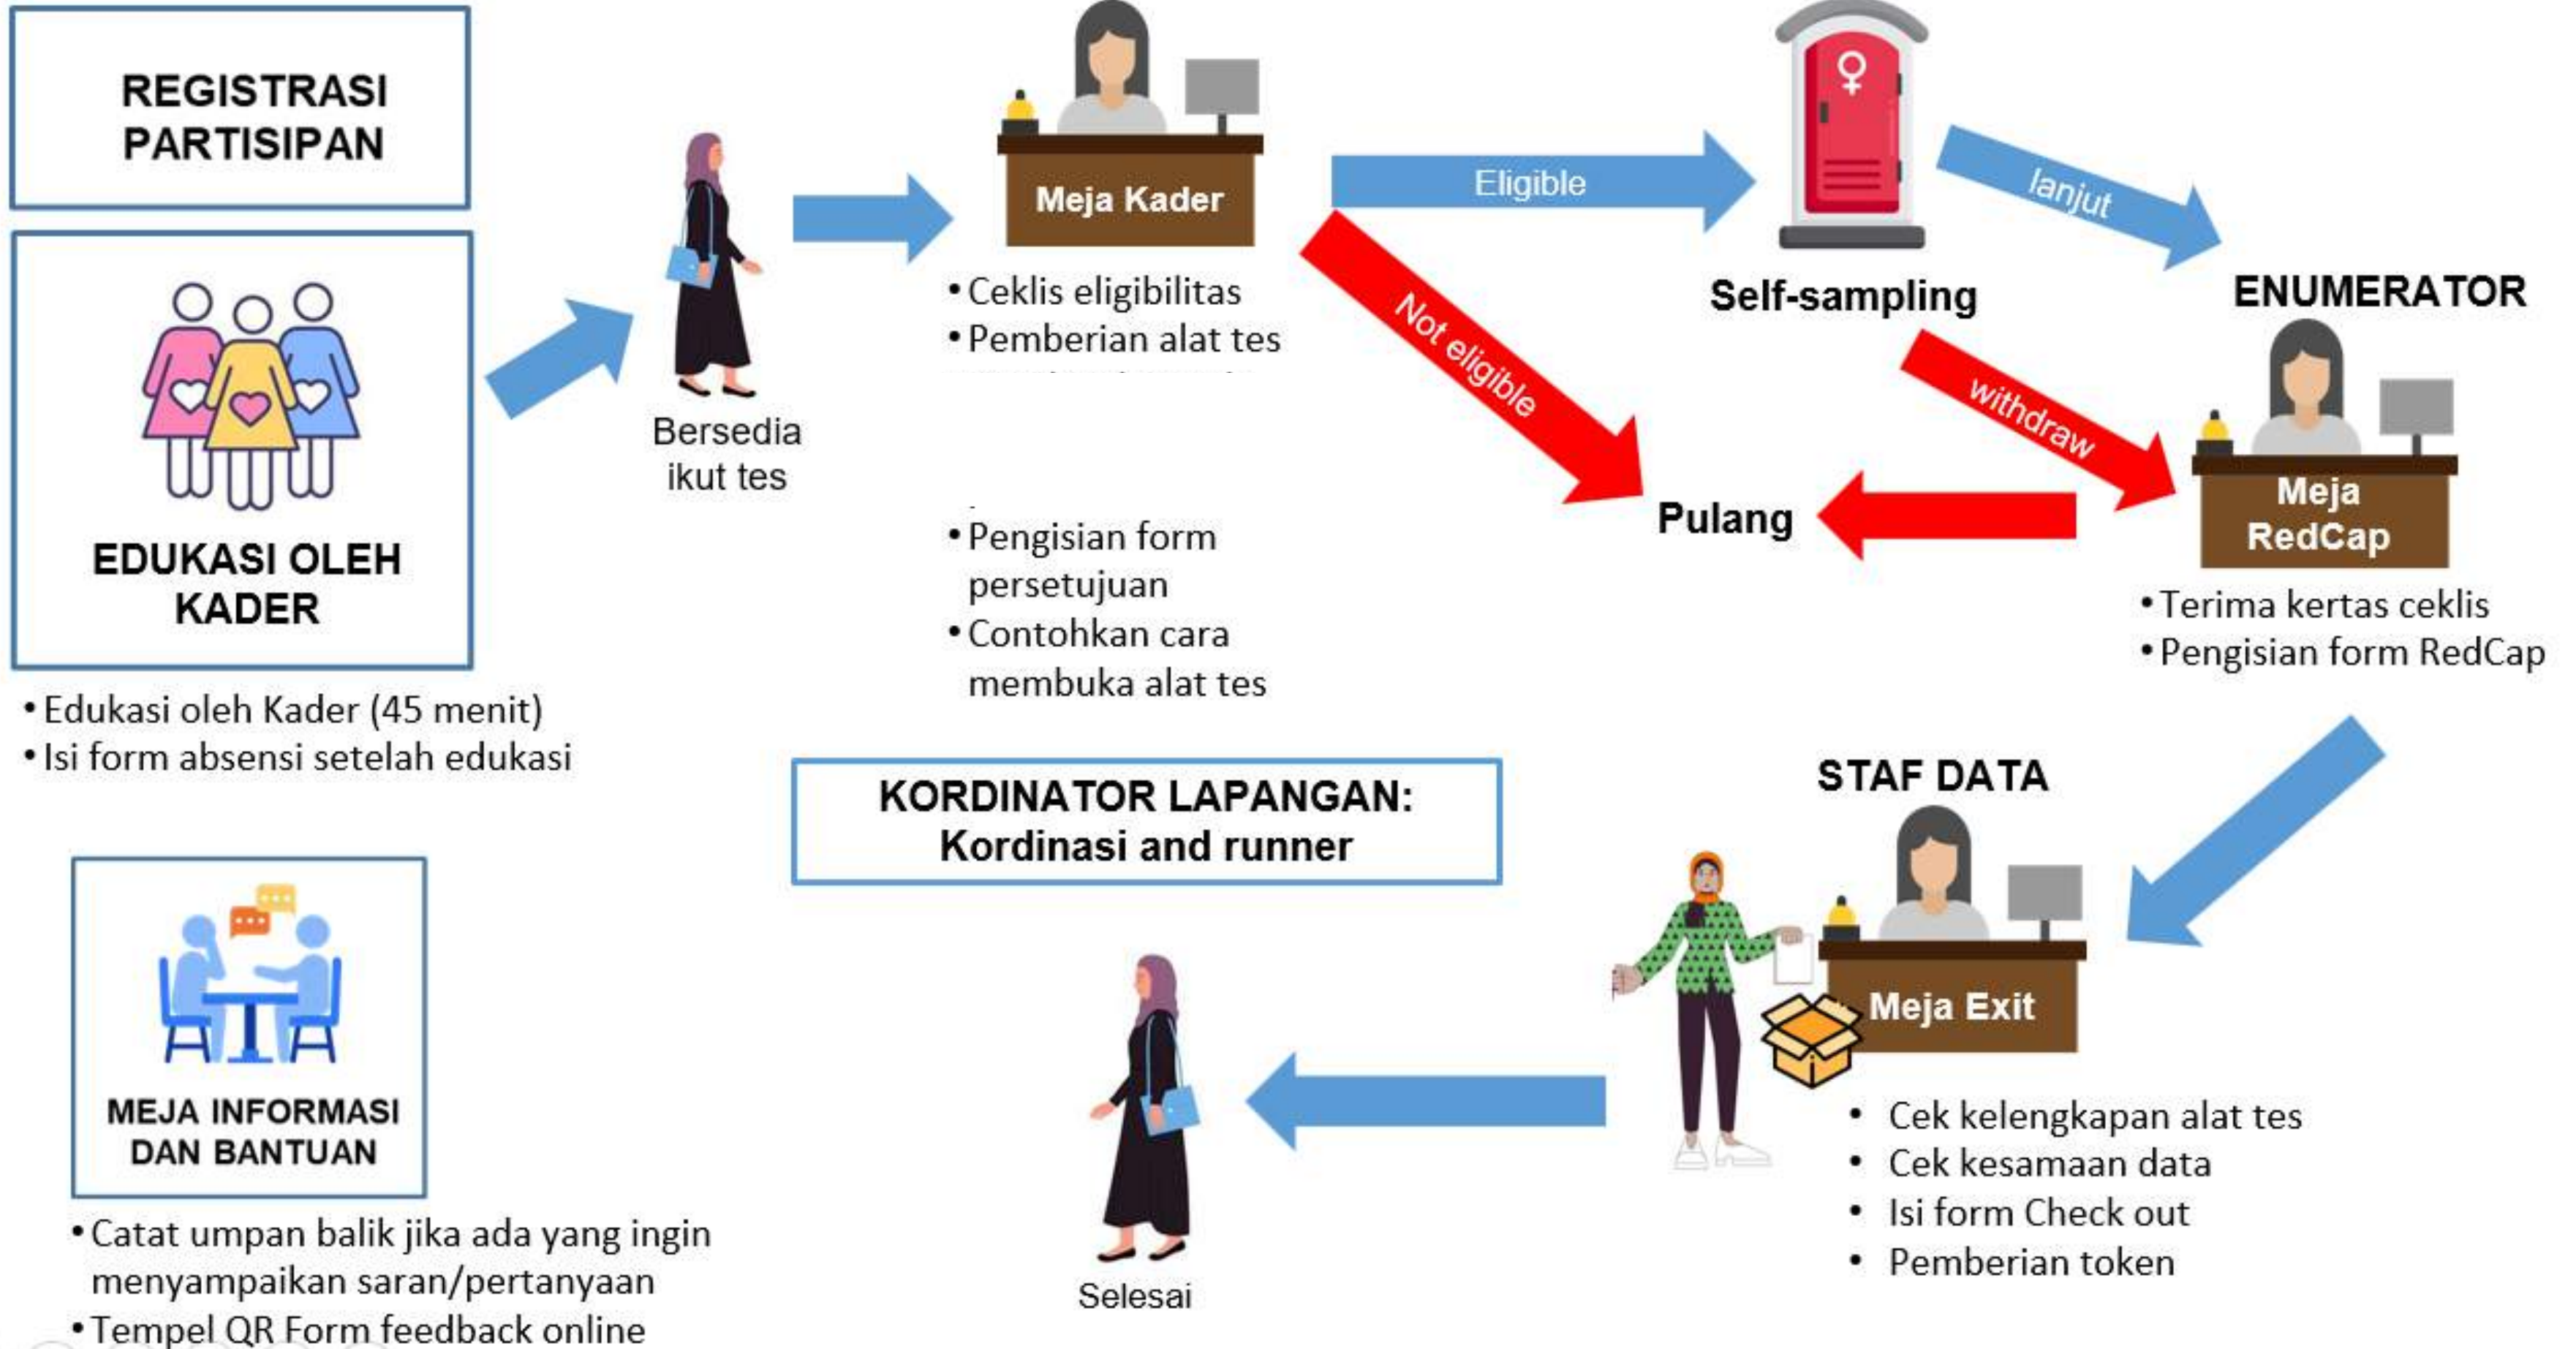 REGISTRASI
PARTISIPAN
EDUKASI OLEH
KADER
• Edukasi oleh Kader (45 menit)
• Isi form absensi setelah edukasi
Bersedia
ikut tes
Meja Kader
• Ceklis eligibilitas
• Pemberian alat tes
• Pengisian form
persetujuan
• Contohkan cara
membuka alat tes
Eligible
Not eligible
Self-sampling
lanjut
withdraw
Pulang
ENUMERATOR
Meja
RedCap
• Terima kertas ceklis
• Pengisian form RedCap
KORDINATOR LAPANGAN:
Kordinasi and runner
STAF DATA
Meja Exit
• Cek kelengkapan alat tes
• Cek kesamaan data
• Isi form Check out
• Pemberian token
Selesai
MEJA INFORMASI
DAN BANTUAN
• Catat umpan balik jika ada yang ingin
menyampaikan saran/pertanyaan
• Tempel QR Form feedback online